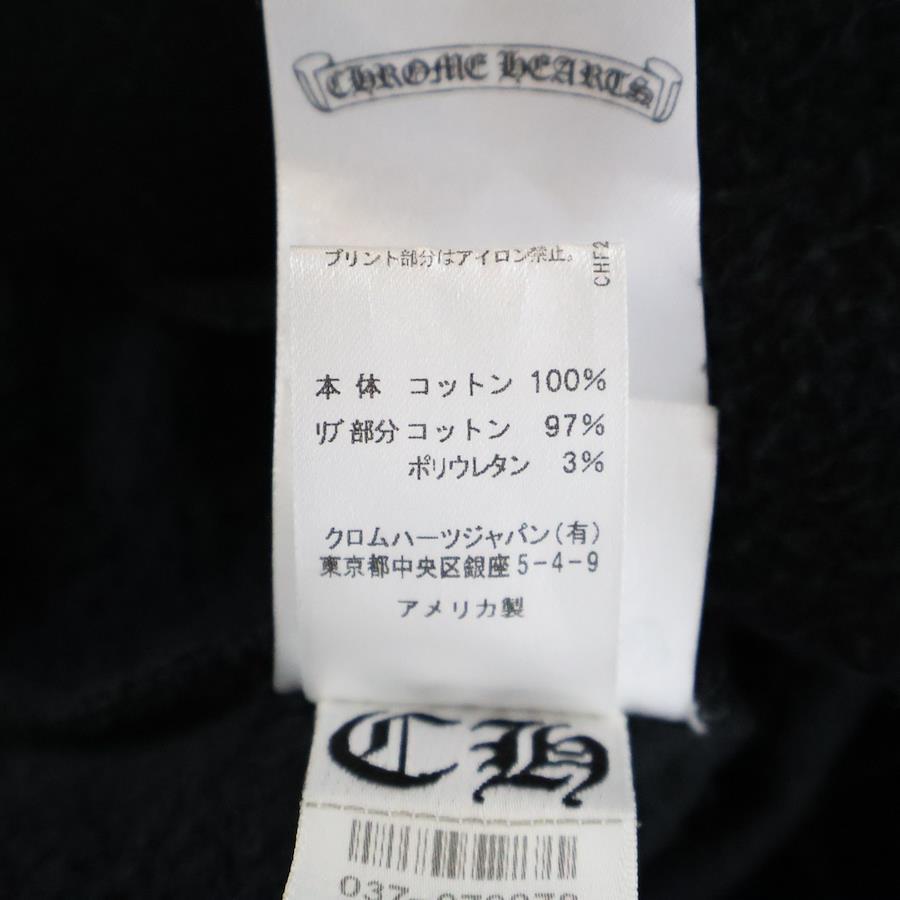 CHROME HEARTS
プリント部分はアイロン禁止。
CHF2
本体 コットン 100%
リブ部分コットン 97%
ポリウレタン 3%
クロムハーツジャパン(有)
東京都中央区銀座5-4-9
アメリカ製
CH